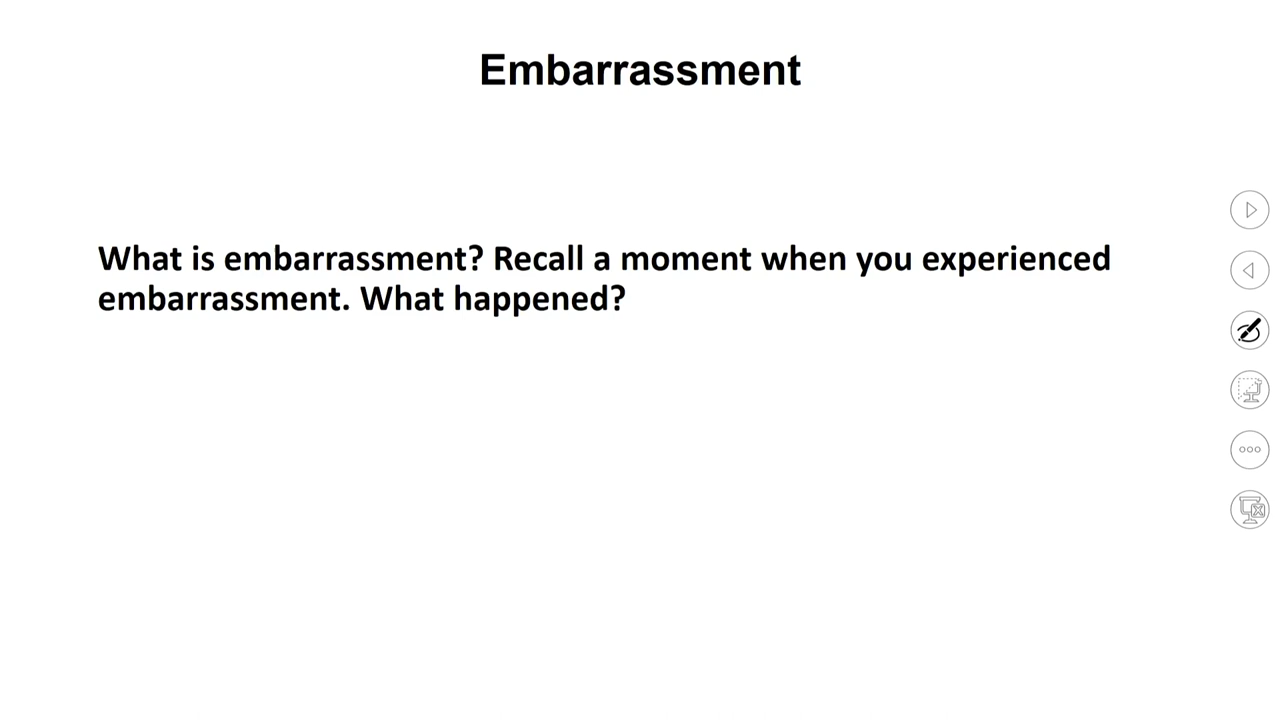 Embarrassment
What is embarrassment? Recall a moment when you experienced
embarrassment. What happened?